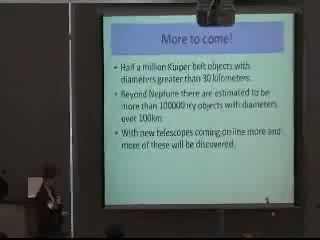 More to come!
• Half a million Kuiper belt objects with
diameters greater than 30 kilometers.
• Beyond Neptune there are estimated to be
more than 100000 icy objects with diameters
over 100km
• With new telescopes coming on line more and
more of these will be discovered.